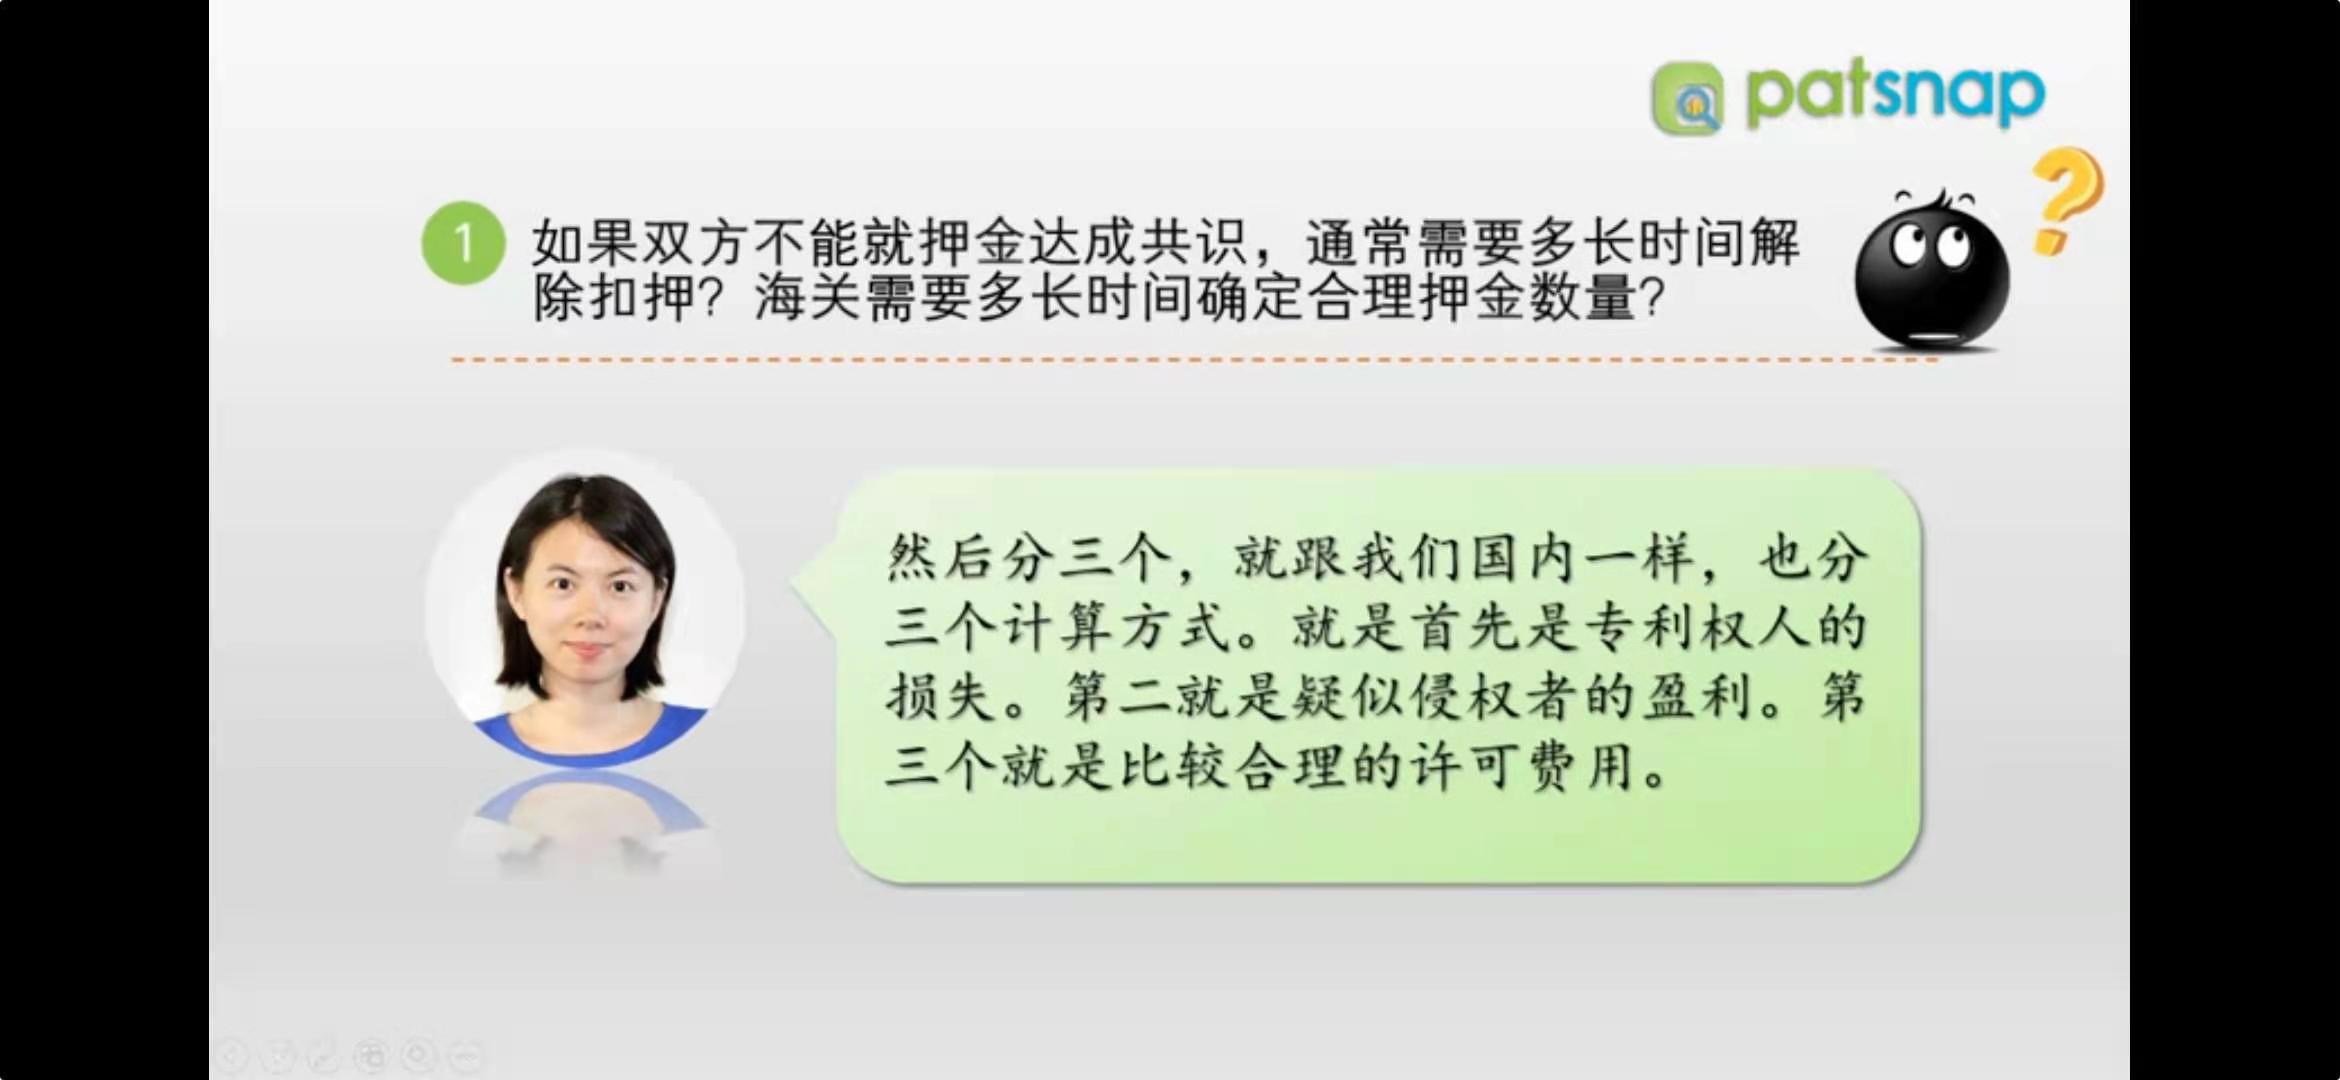 patsnap
1
如果双方不能就押金达成共识，通常需要多长时间解
除扣押？海关需要多长时间确定合理押金数量？
然后分三个，就跟我们国内一样，也分
三个计算方式。就是首先是专利权人的
损失。第二就是疑似侵权者的盈利。第
三个就是比较合理的许可费用。